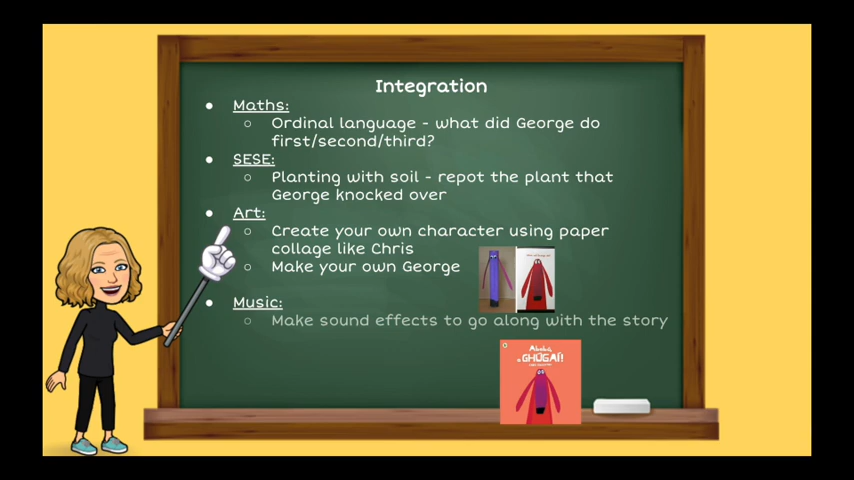 Integration
● Maths:
○ Ordinal language - what did George do
first/second/third?
● SESE:
○ Planting with soil - repot the plant that
George knocked over
● Art:
○ Create your own character using paper
collage like Chris
○ Make your own George
● Music:
○ Make sound effects to go along with the story
GHÚGAÍ!